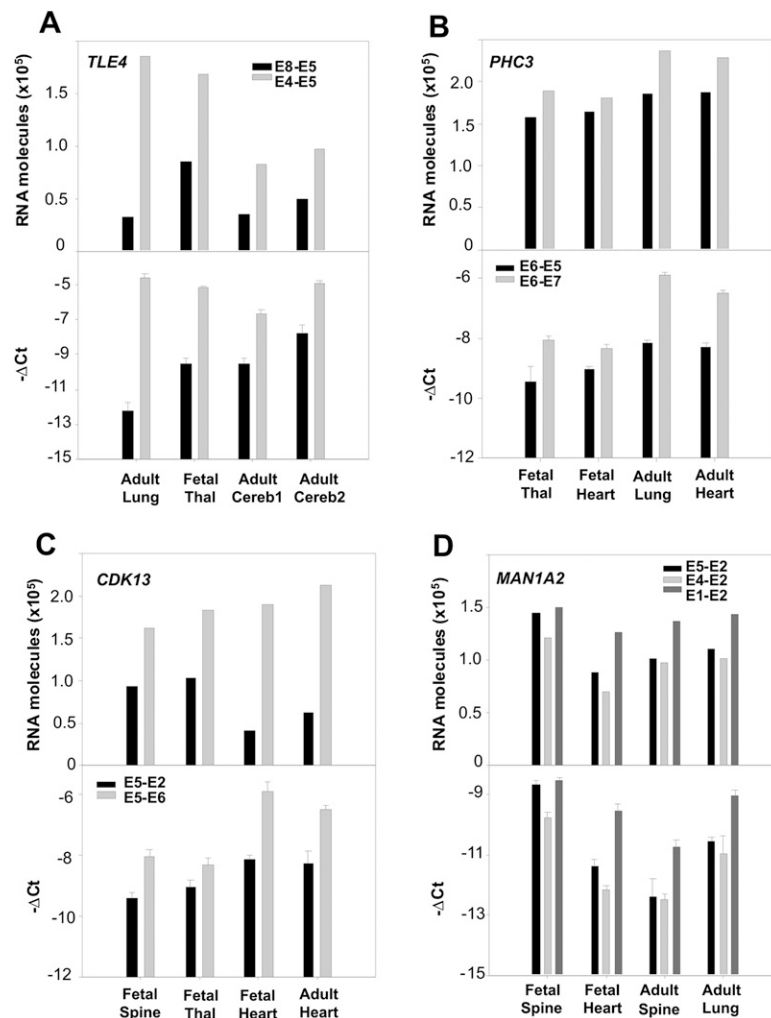 A
TLE4
E8-E5
E4-E5
RNA molecules (x10⁵)
2.0
1.5
1.0
0.5
0
-ΔCt
-5
-7
-9
-11
-13
-15
Adult Lung
Fetal Thal
Adult Cereb1
Adult Cereb2
B
PHC3
RNA molecules (x10⁵)
2.0
1.5
1.0
0.5
0
E6-E5
E6-E7
-ΔCt
-6
-8
-10
-12
Fetal Thal
Fetal Heart
Adult Lung
Adult Heart
C
CDK13
RNA molecules (x10⁵)
2.0
1.5
1.0
0.5
0
E5-E2
E5-E6
-ΔCt
-6
-8
-10
-12
Fetal Spine
Fetal Thal
Fetal Heart
Adult Heart
D
MAN1A2
E5-E2
E4-E2
E1-E2
RNA molecules (x10⁵)
1.5
1.0
0.5
0
-ΔCt
-9
-11
-13
-15
Fetal Spine
Fetal Heart
Adult Spine
Adult Lung